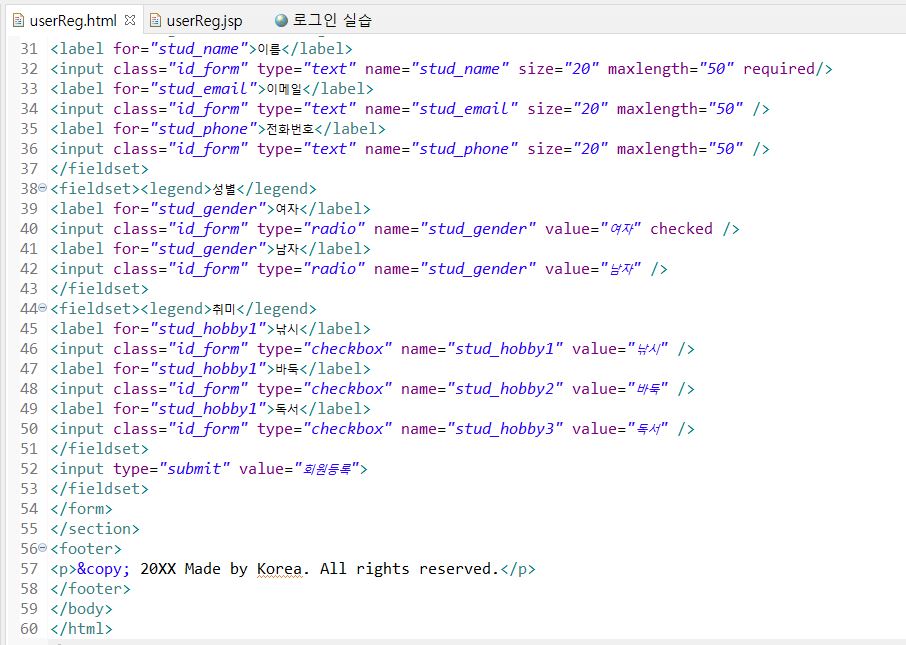 userReg.html userReg.jsp 로그인 실습
31 <label for="stud_name">이름</label>
32 <input class="id_form" type="text" name="stud_name" size="20" maxlength="50" required/>
33 <label for="stud_email">이메일</label>
34 <input class="id_form" type="text" name="stud_email" size="20" maxlength="50" />
35 <label for="stud_phone">전화번호</label>
36 <input class="id_form" type="text" name="stud_phone" size="20" maxlength="50" />
37 </fieldset>
38 <fieldset><legend>성별</legend>
39 <label for="stud_gender">여자</label>
40 <input class="id_form" type="radio" name="stud_gender" value="여자" checked />
41 <label for="stud_gender">남자</label>
42 <input class="id_form" type="radio" name="stud_gender" value="남자" />
43 </fieldset>
44 <fieldset><legend>취미</legend>
45 <label for="stud_hobby1">낚시</label>
46 <input class="id_form" type="checkbox" name="stud_hobby1" value="낚시" />
47 <label for="stud_hobby1">바둑</label>
48 <input class="id_form" type="checkbox" name="stud_hobby2" value="바둑" />
49 <label for="stud_hobby1">독서</label>
50 <input class="id_form" type="checkbox" name="stud_hobby3" value="독서" />
51 </fieldset>
52 <input type="submit" value="회원등록">
53 </fieldset>
54 </form>
55 </section>
56 <footer>
57 <p>&copy; 20XX Made by Korea. All rights reserved.</p>
58 </footer>
59 </body>
60 </html>